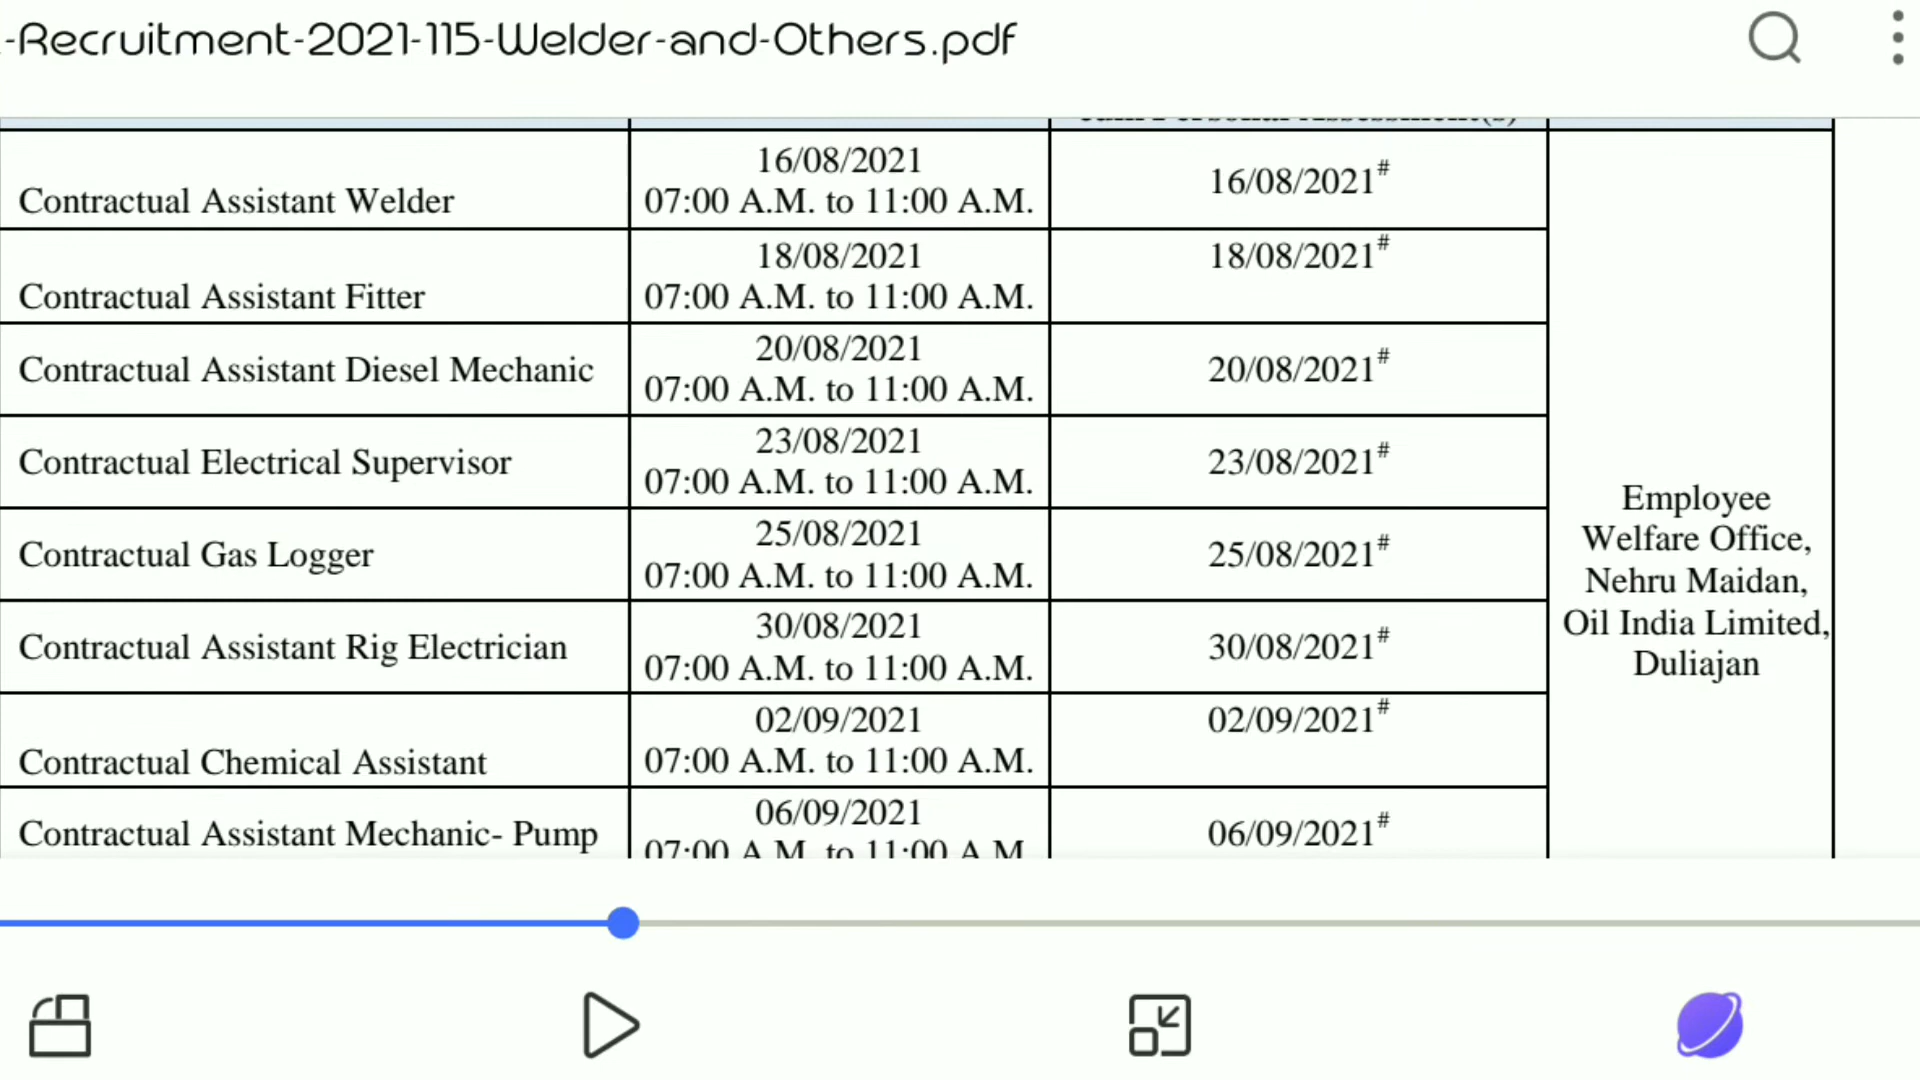 -Recruitment-2021-115-Welder-and-Others.pdf
Contractual Assistant Welder
16/08/2021
07:00 A.M. to 11:00 A.M.
16/08/2021#
Contractual Assistant Fitter
18/08/2021
07:00 A.M. to 11:00 A.M.
18/08/2021#
Contractual Assistant Diesel Mechanic
20/08/2021
07:00 A.M. to 11:00 A.M.
20/08/2021#
Contractual Electrical Supervisor
23/08/2021
07:00 A.M. to 11:00 A.M.
23/08/2021#
Contractual Gas Logger
25/08/2021
07:00 A.M. to 11:00 A.M.
25/08/2021#
Contractual Assistant Rig Electrician
30/08/2021
07:00 A.M. to 11:00 A.M.
30/08/2021#
Contractual Chemical Assistant
02/09/2021
07:00 A.M. to 11:00 A.M.
02/09/2021#
Contractual Assistant Mechanic- Pump
06/09/2021
07:00 A.M. to 11:00 A.M.
06/09/2021#
Employee
Welfare Office,
Nehru Maidan,
Oil India Limited,
Duliajan